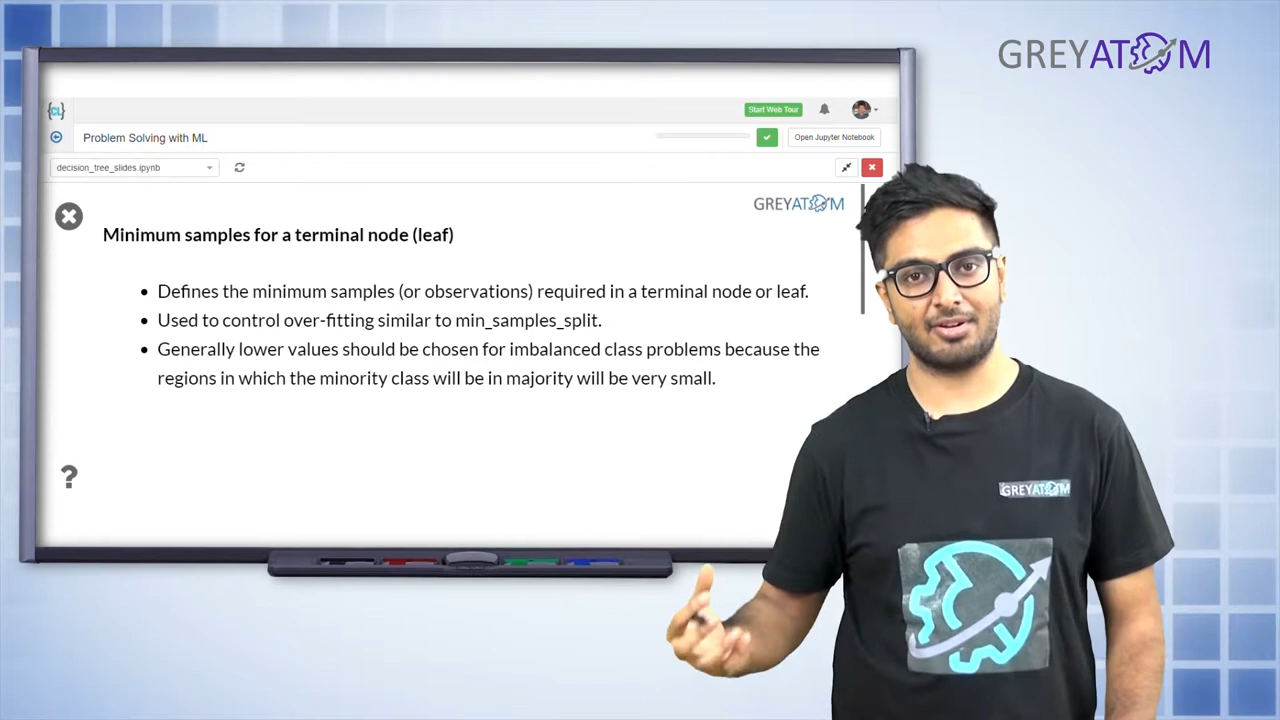 GREYATOM
{CL}
Start Web Tour
Problem Solving with ML
Open Jupyter Notebook
decision_tree_slides.ipynb
GREYATOM
Minimum samples for a terminal node (leaf)
• Defines the minimum samples (or observations) required in a terminal node or leaf.
• Used to control over-fitting similar to min_samples_split.
• Generally lower values should be chosen for imbalanced class problems because the
regions in which the minority class will be in majority will be very small.
?
GREYATOM